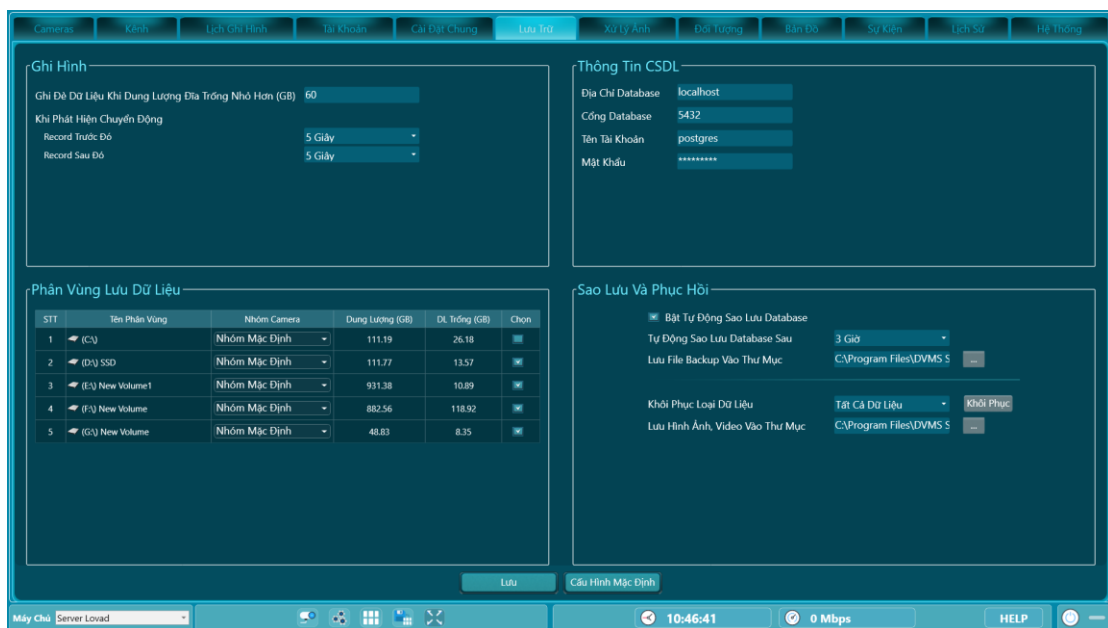 Cameras Kênh Lịch Ghi Hình Tài Khoản Cài Đặt Chung Lưu Trữ Xử Lý Ảnh Đối Tượng Bản Đồ Sự Kiện Lịch Sử Hệ Thống
Ghi Hình
Ghi Đè Dữ Liệu Khi Dung Lượng Đĩa Trống Nhỏ Hơn (GB) 60
Khi Phát Hiện Chuyển Động
Record Trước Đó 5 Giây
Record Sau Đó 5 Giây
Thông Tin CSDL
Địa Chỉ Database localhost
Cổng Database 5432
Tên Tài Khoản postgres
Mật Khẩu *********
Phân Vùng Lưu Dữ Liệu
STT Tên Phân Vùng Nhóm Camera Dung Lượng (GB) DL Trống (GB) Chọn
1 (C:\) Nhóm Mặc Định 111.19 26.18
2 (D:\) SSD Nhóm Mặc Định 111.77 13.57
3 (E:\) New Volume1 Nhóm Mặc Định 931.38 10.89
4 (F:\) New Volume Nhóm Mặc Định 882.56 118.92
5 (G:\) New Volume Nhóm Mặc Định 48.83 8.35
Sao Lưu Và Phục Hồi
Bật Tự Động Sao Lưu Database
Tự Động Sao Lưu Database Sau 3 Giờ
Lưu File Backup Vào Thư Mục C:\Program Files\DVMS S ...
Khôi Phục Loại Dữ Liệu Tất Cả Dữ Liệu Khôi Phục
Lưu Hình Ảnh, Video Vào Thư Mục C:\Program Files\DVMS S ...
Lưu Cấu Hình Mặc Định
Máy Chủ Server Lovad 10:46:41 0 Mbps HELP